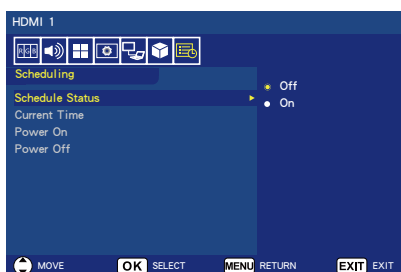 HDMI 1
RGB
Scheduling
Schedule Status
Off
On
Current Time
Power On
Power Off
MOVE OK SELECT MENU RETURN EXIT EXIT